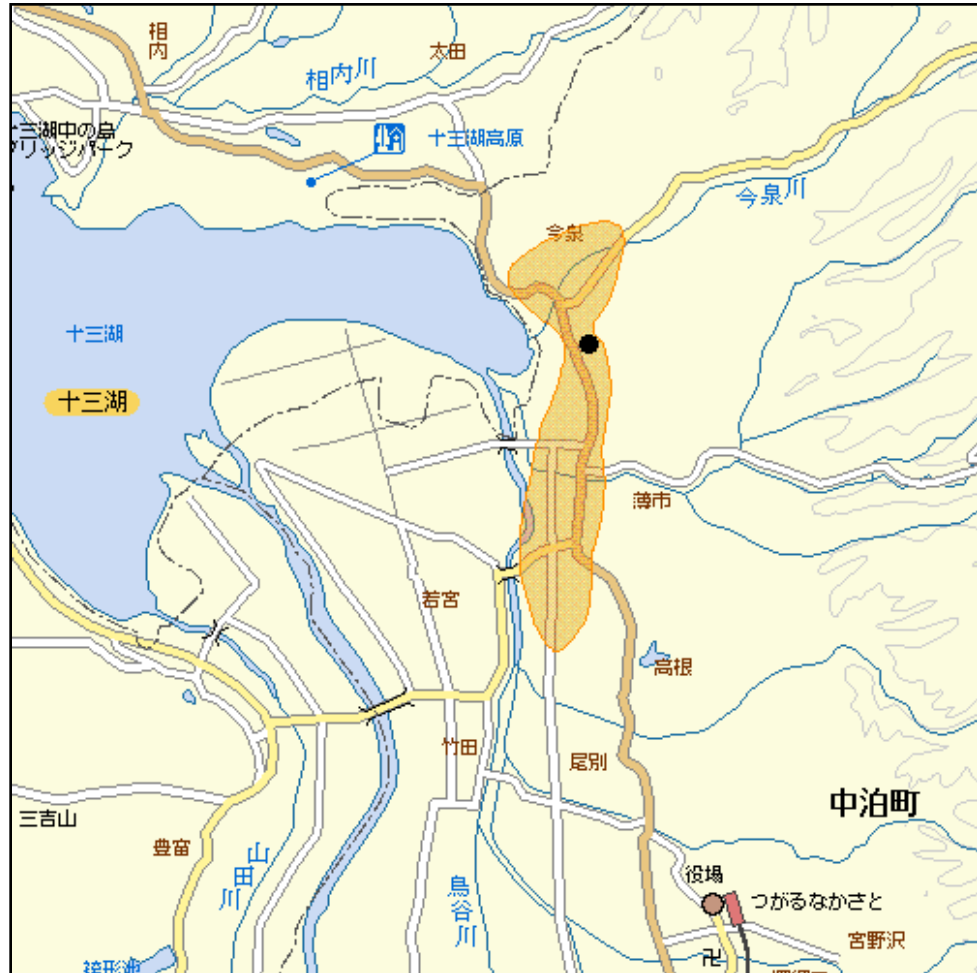 相内
太田
相内川
十三湖高原
十三湖中の島
ブリッジパーク
今泉川
今泉
十三湖
十三湖
薄市
若宮
高根
竹田
尾別
中泊町
三吉山
豊富
山田川
鳥谷川
役場
つがるなかさと
宮野沢